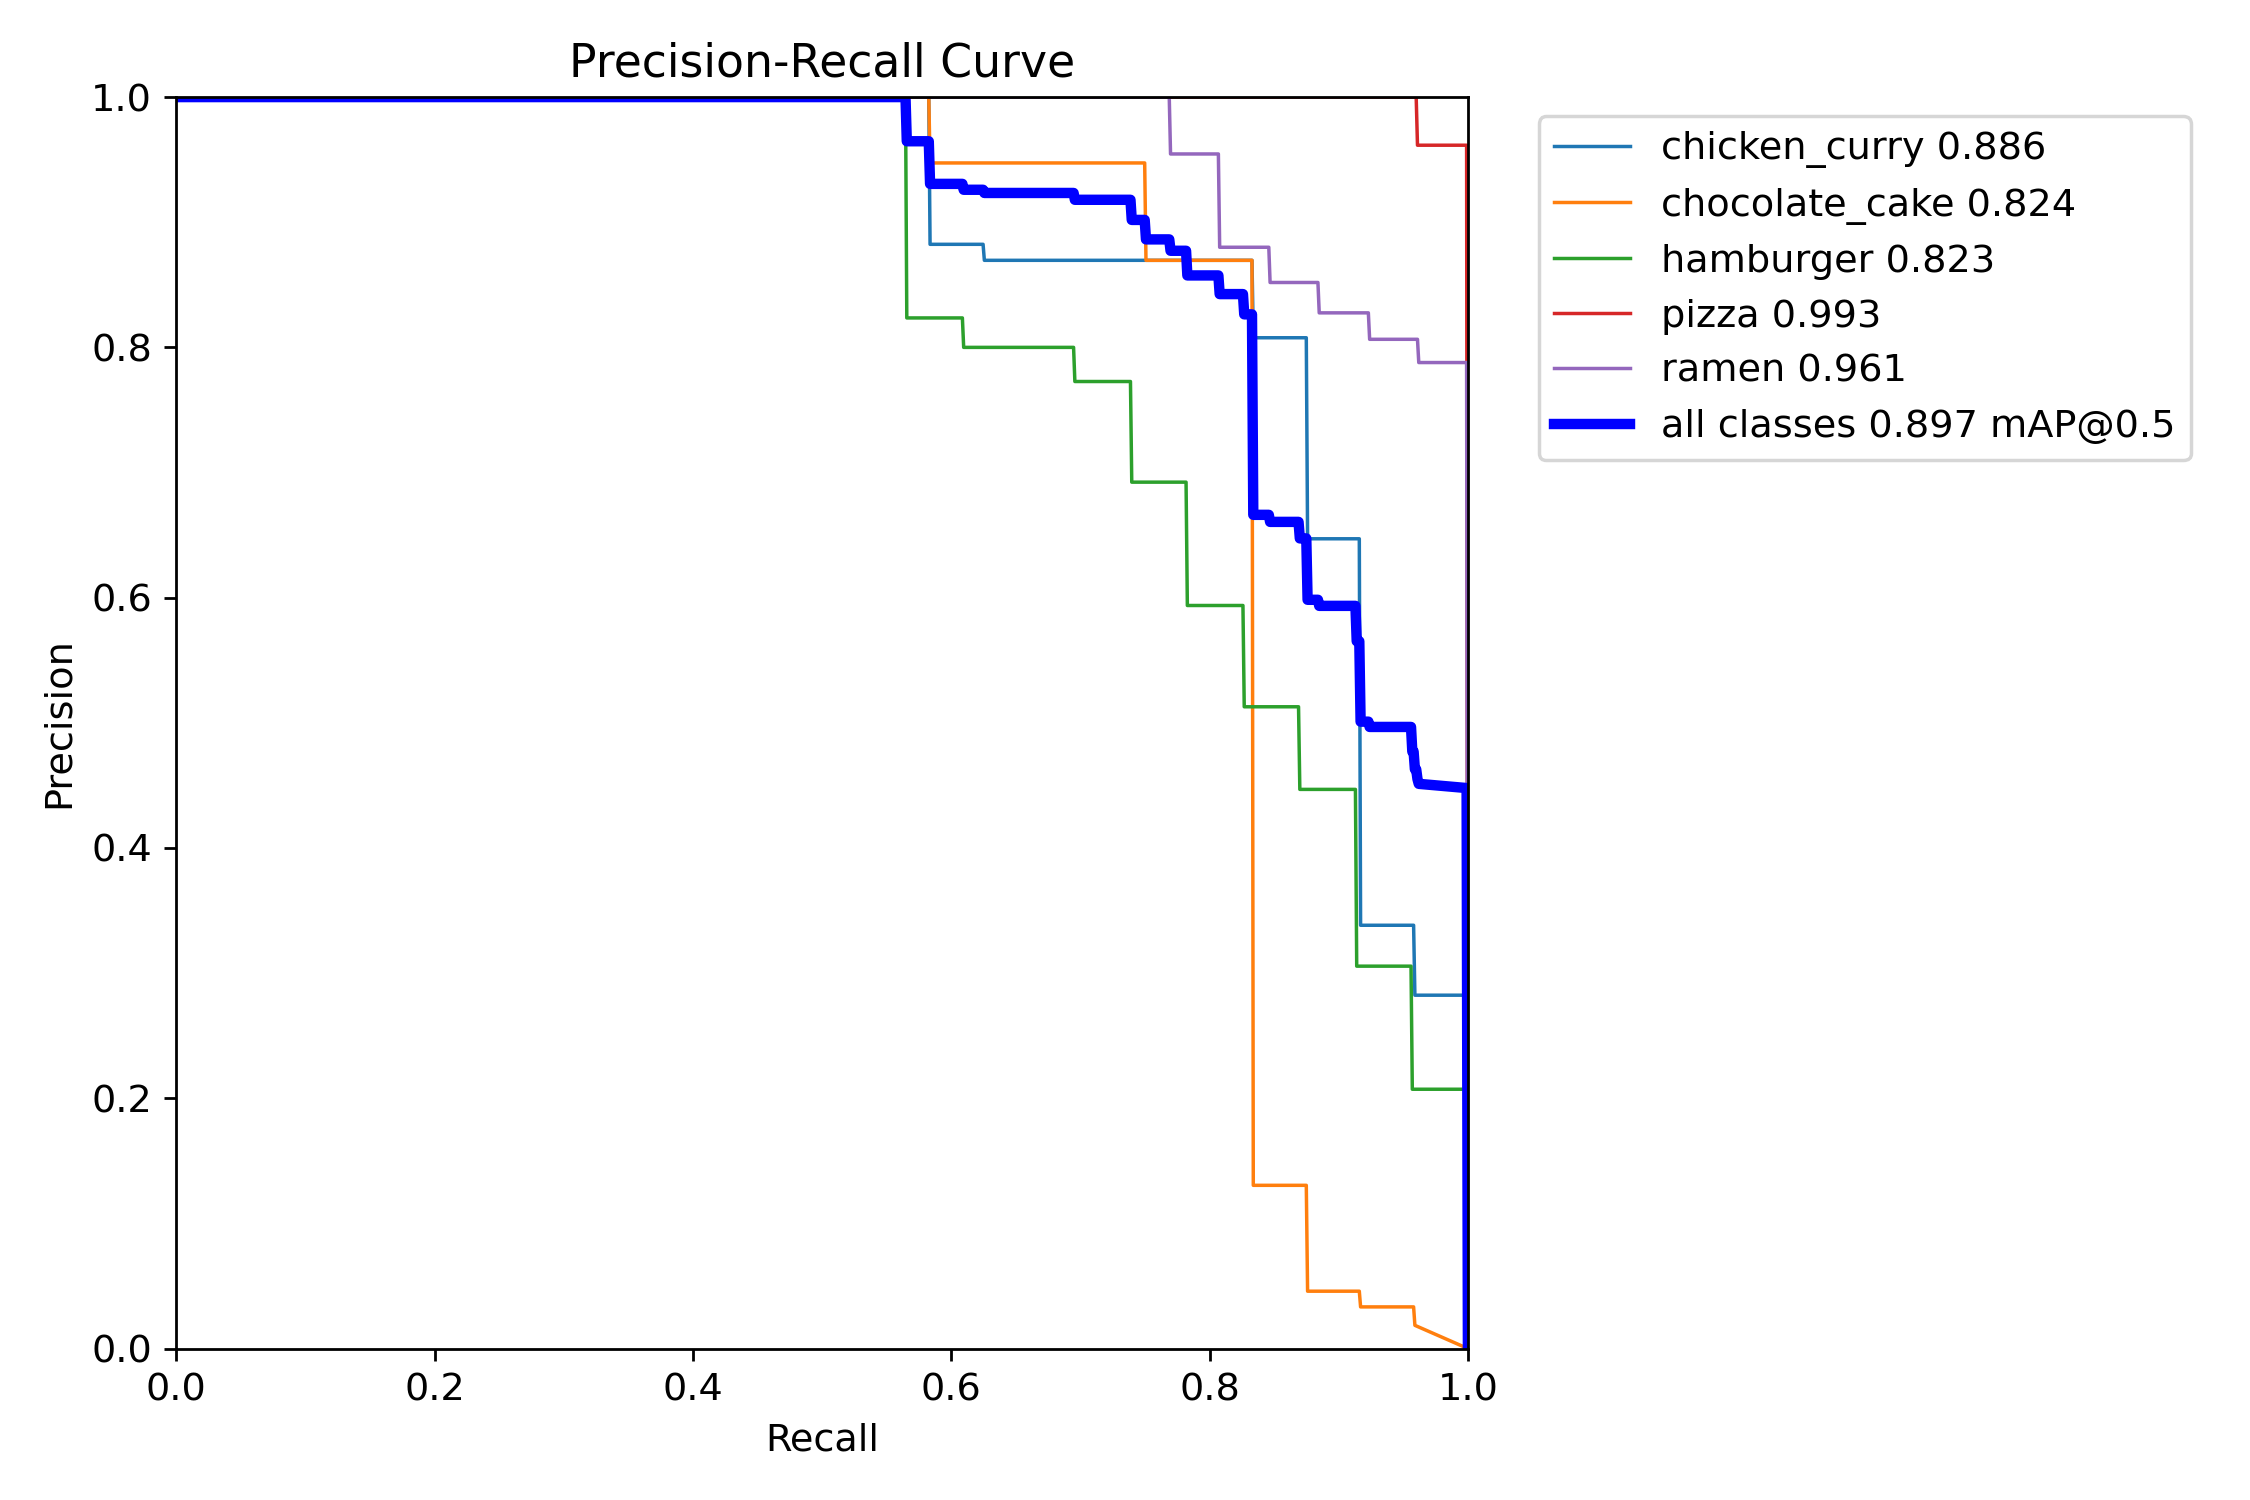 Precision-Recall Curve
1.0
0.8
0.6
0.4
0.2
0.0
Precision
0.0 0.2 0.4 0.6 0.8 1.0
Recall
chicken_curry 0.886
chocolate_cake 0.824
hamburger 0.823
pizza 0.993
ramen 0.961
all classes 0.897 mAP@0.5